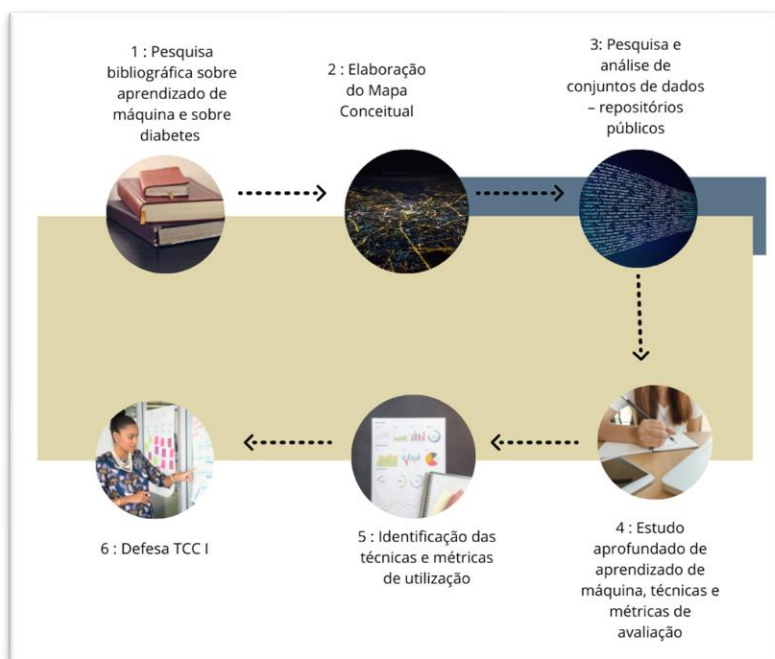 1 : Pesquisa
bibliográfica sobre
aprendizado de
máquina e sobre
diabetes
2 : Elaboração
do Mapa
Conceitual
3: Pesquisa e
análise de
conjuntos de dados
– repositórios
públicos
4 : Estudo
aprofundado de
aprendizado de
máquina, técnicas e
métricas de
avaliação
5 : Identificação das
técnicas e métricas
de utilização
6 : Defesa TCC I